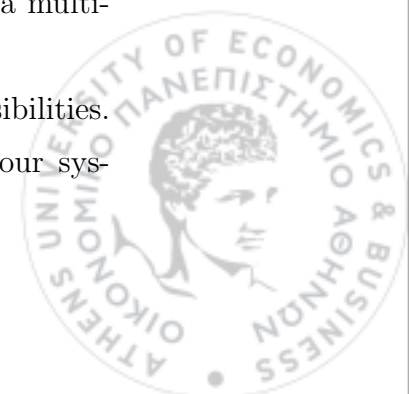 a multi-
sibilities.
our sys-
ATHENS UNIVERSITY OF ECONOMICS & BUSINESS
ΟΙΚΟΝΟΜΙΚΟ ΠΑΝΕΠΙΣΤΗΜΙΟ ΑΘΗΝΩΝ